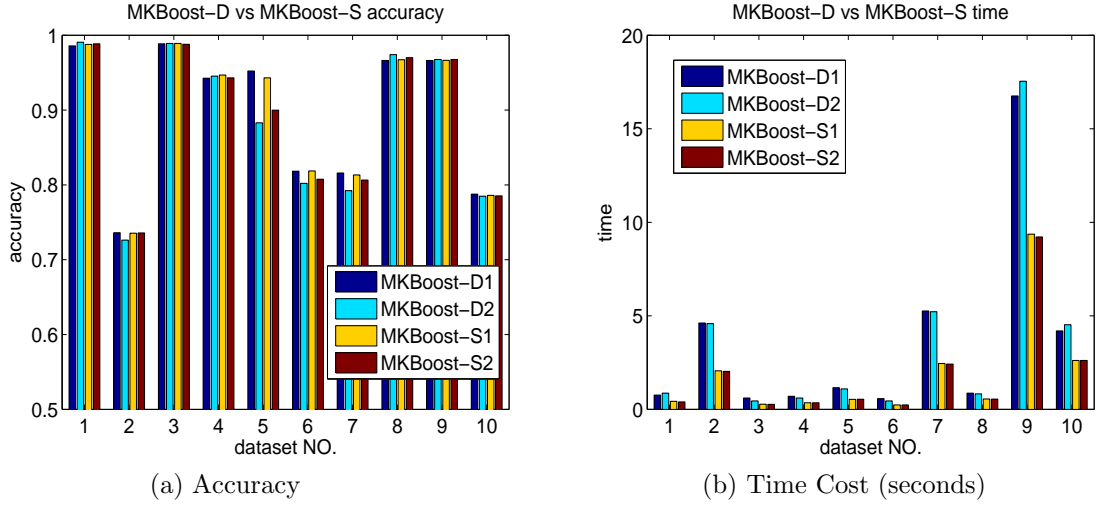 MKBoost−D vs MKBoost−S accuracy
1
0.9
0.8
0.7
0.6
0.5
accuracy
MKBoost−D1
MKBoost−D2
MKBoost−S1
MKBoost−S2
1 2 3 4 5 6 7 8 9 10
dataset NO.
(a) Accuracy
MKBoost−D vs MKBoost−S time
20
15
10
5
0
time
MKBoost−D1
MKBoost−D2
MKBoost−S1
MKBoost−S2
1 2 3 4 5 6 7 8 9 10
dataset NO.
(b) Time Cost (seconds)